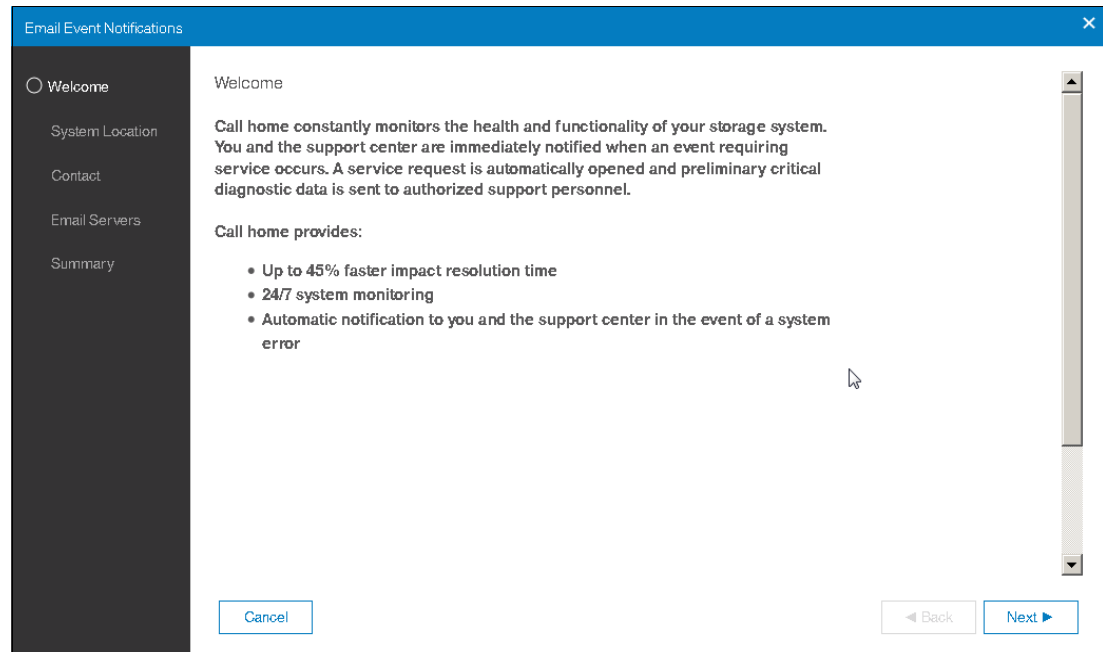 Email Event Notifications
Welcome
System Location
Contact
Email Servers
Summary
Welcome
Call home constantly monitors the health and functionality of your storage system.
You and the support center are immediately notified when an event requiring
service occurs. A service request is automatically opened and preliminary critical
diagnostic data is sent to authorized support personnel.
Call home provides:
• Up to 45% faster impact resolution time
• 24/7 system monitoring
• Automatic notification to you and the support center in the event of a system
error
Cancel
Back
Next